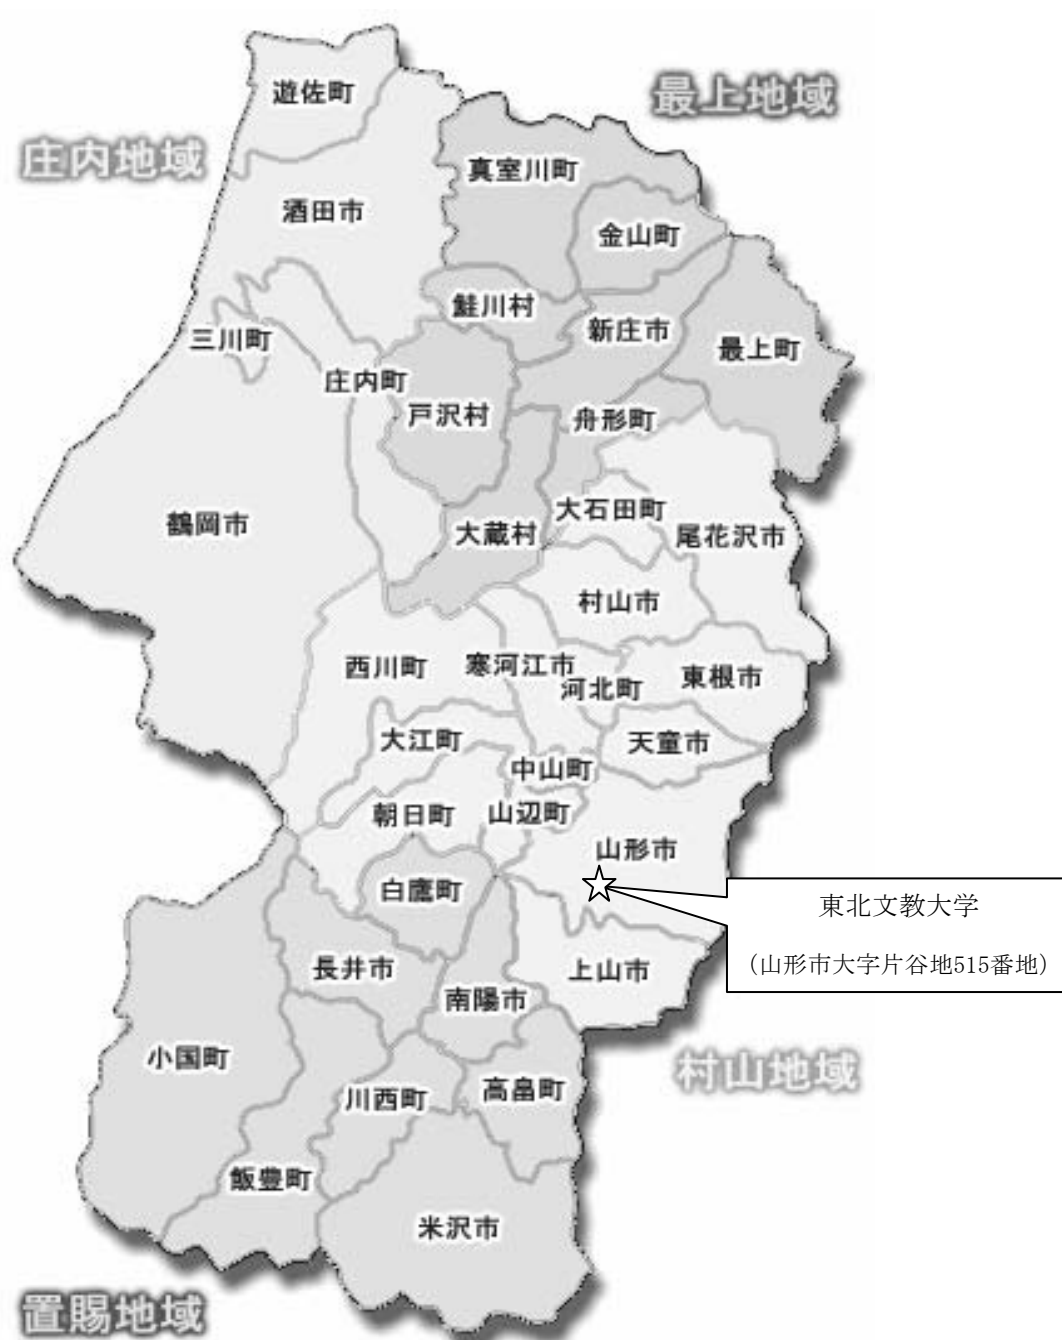 遊佐町
最上地域
庄内地域
真室川町
酒田市
金山町
鮭川村
新庄市
三川町
最上町
庄内町
戸沢村
舟形町
大石田町
鶴岡市
大蔵村
尾花沢市
村山市
西川町
寒河江市
河北町
東根市
大江町
天童市
中山町
朝日町
山辺町
山形市
白鷹町
東北文教大学
(山形市大字片谷地515番地)
長井市
上山市
南陽市
小国町
村山地域
川西町
高畠町
飯豊町
米沢市
置賜地域